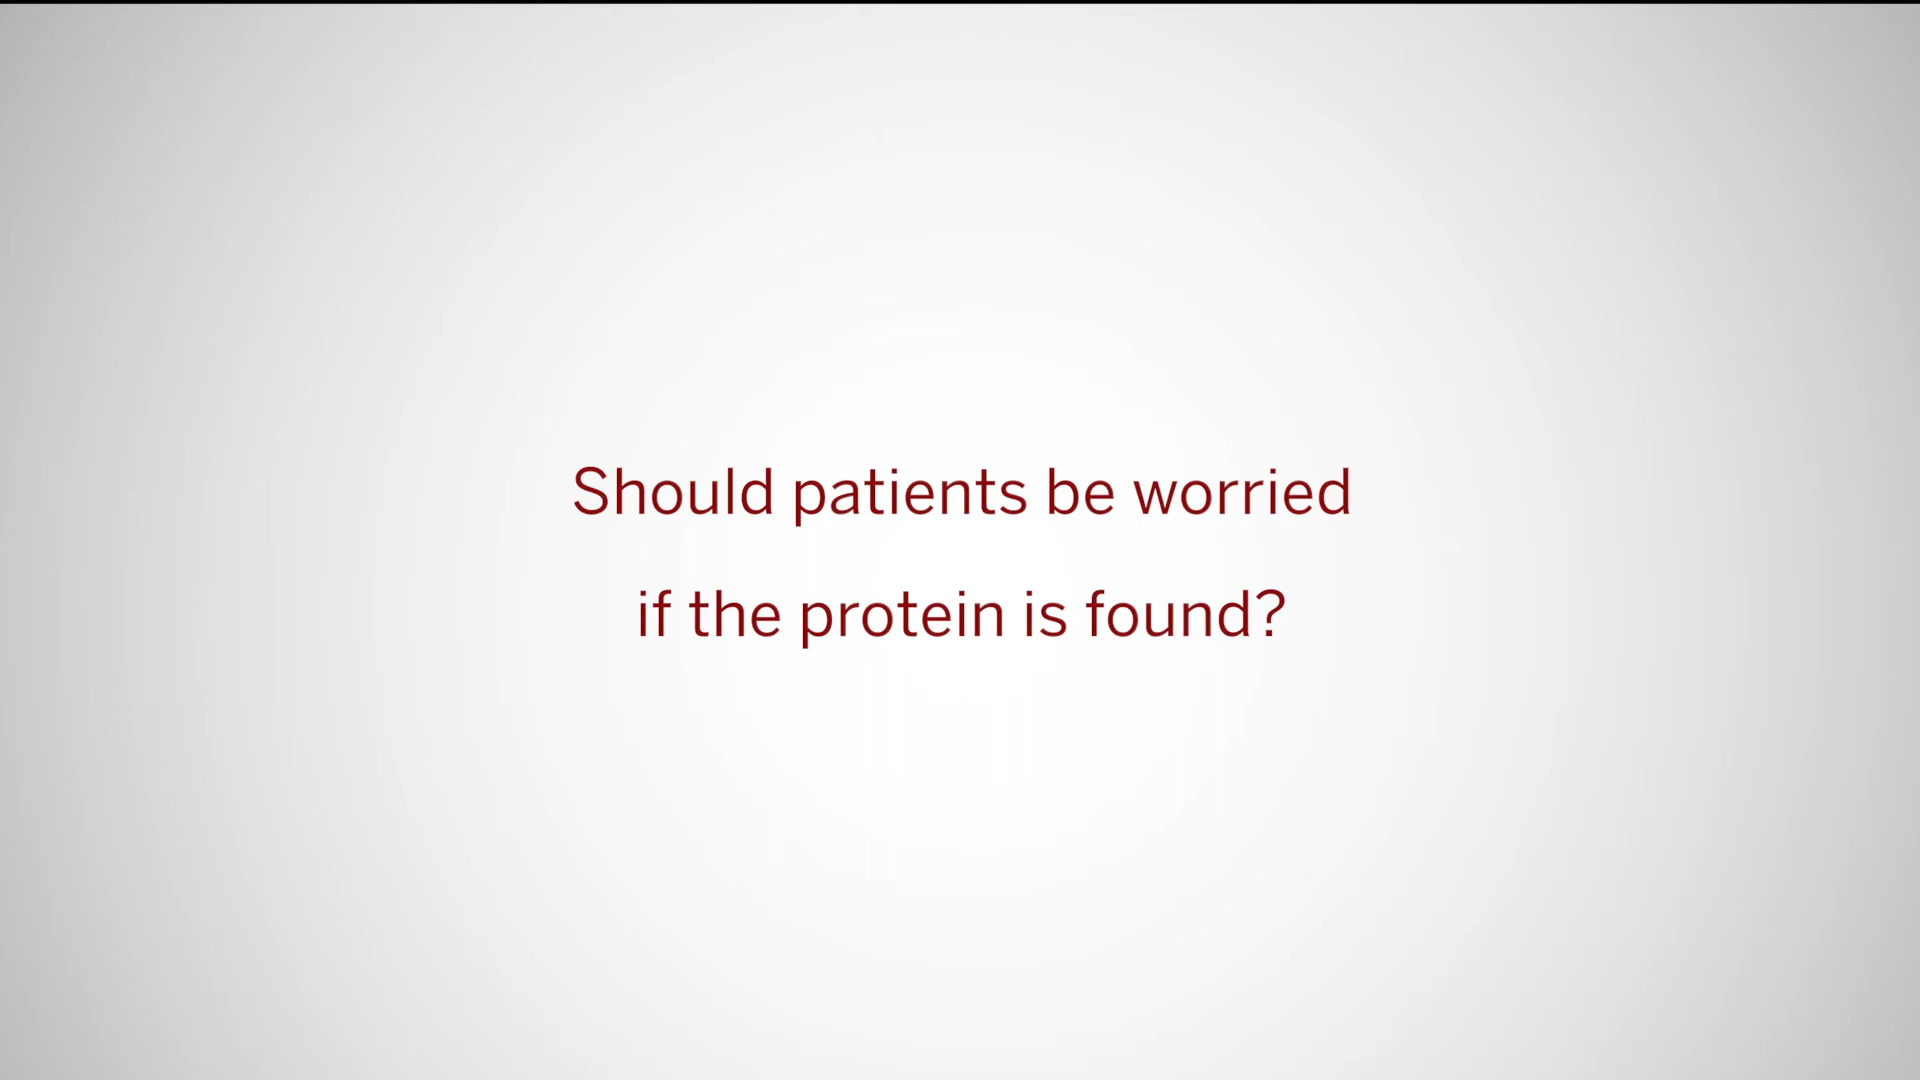 Should patients be worried
if the protein is found?